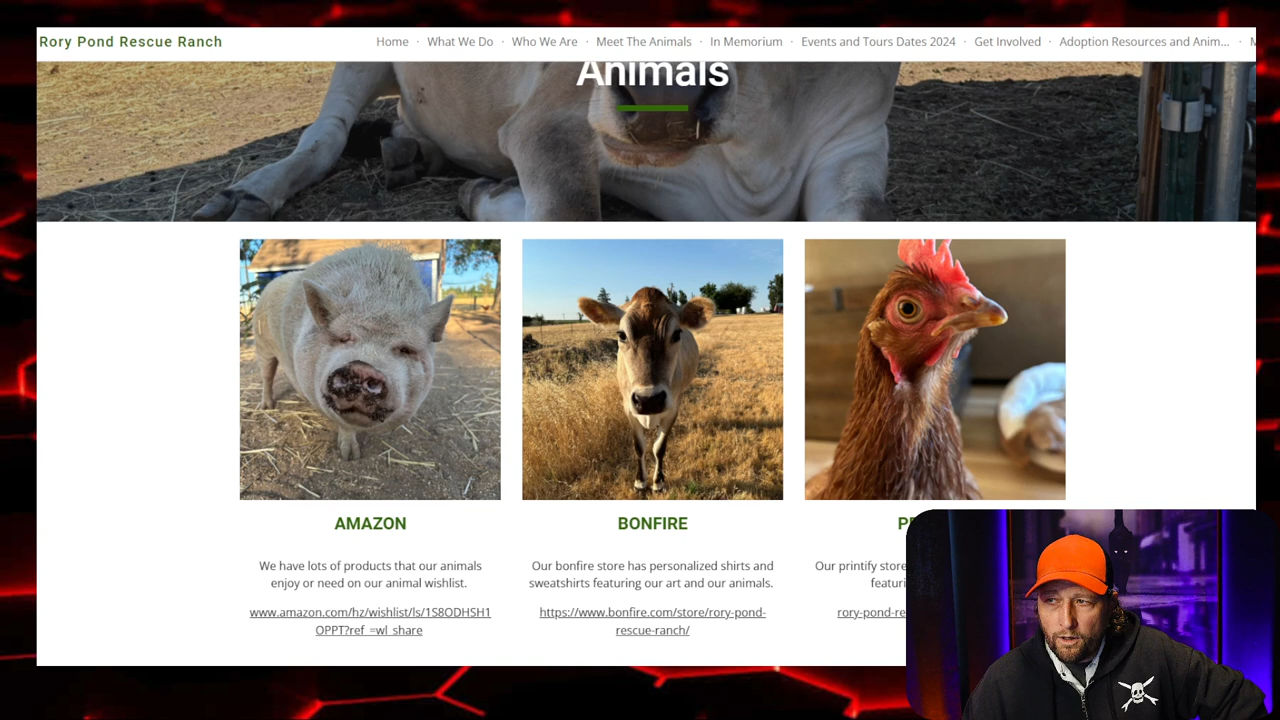 Rory Pond Rescue Ranch
Home · What We Do · Who We Are · Meet The Animals · In Memorium · Events and Tours Dates 2024 · Get Involved · Adoption Resources and Anim... ·
Animals
AMAZON
We have lots of products that our animals
enjoy or need on our animal wishlist.
www.amazon.com/hz/wishlist/ls/1S8ODHSH1
OPPT?ref_=wl_share
BONFIRE
Our bonfire store has personalized shirts and
sweatshirts featuring our art and our animals.
https://www.bonfire.com/store/rory-pond-
rescue-ranch/
Our printify store
rory-pond-re